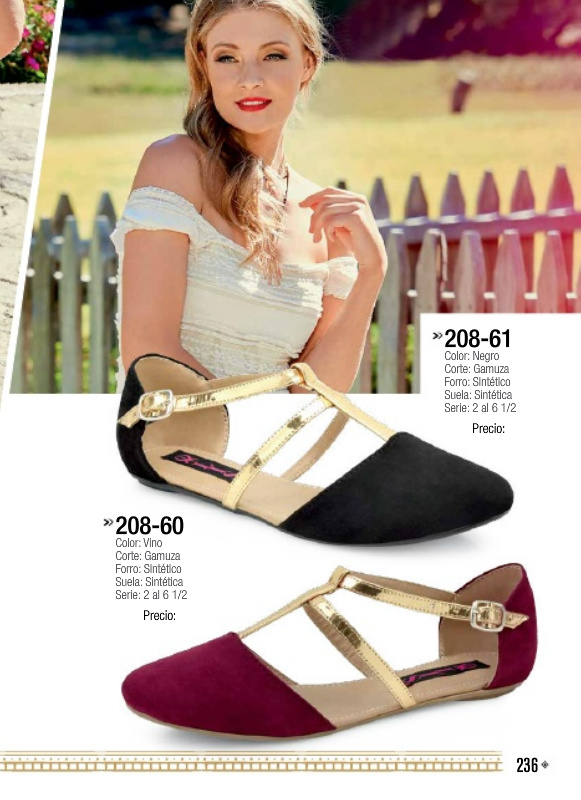 208-61
Color: Negro
Corte: Gamuza
Forro: Sintético
Suela: Sintética
Serie: 2 al 6 1/2
Precio:
208-60
Color: Vino
Corte: Gamuza
Forro: Sintético
Suela: Sintética
Serie: 2 al 6 1/2
Precio:
236